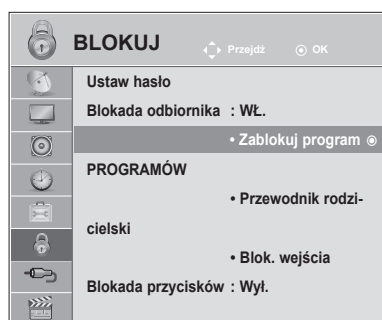 BLOKUJ
Przejdź
OK
Ustaw hasło
Blokada odbiornika : WŁ.
• Zablokuj program
PROGRAMÓW
• Przewodnik rodzi-
cielski
• Blok. wejścia
Blokada przycisków : Wył.